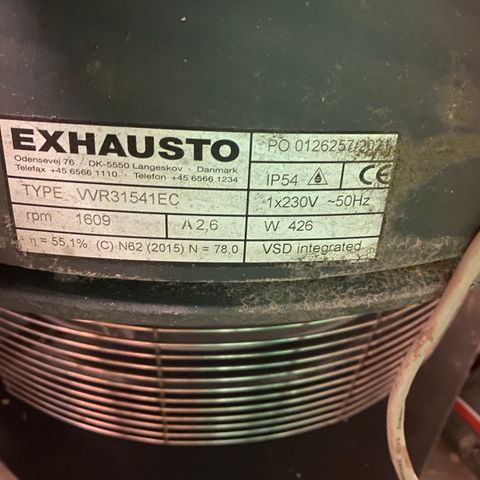 EXHAUSTO
Odensevej 76 · DK-5550 Langeskov · Danmark
Telefax +45 6566 1110 · Telefon +45 6566 1234
TYPE VVR31541EC
rpm 1609 A 2,6
η = 55,1% (C) N62 (2015) N = 78,0
PO 0126257/2021
IP54 CE
1x230V ~50Hz
W 426
VSD integrated